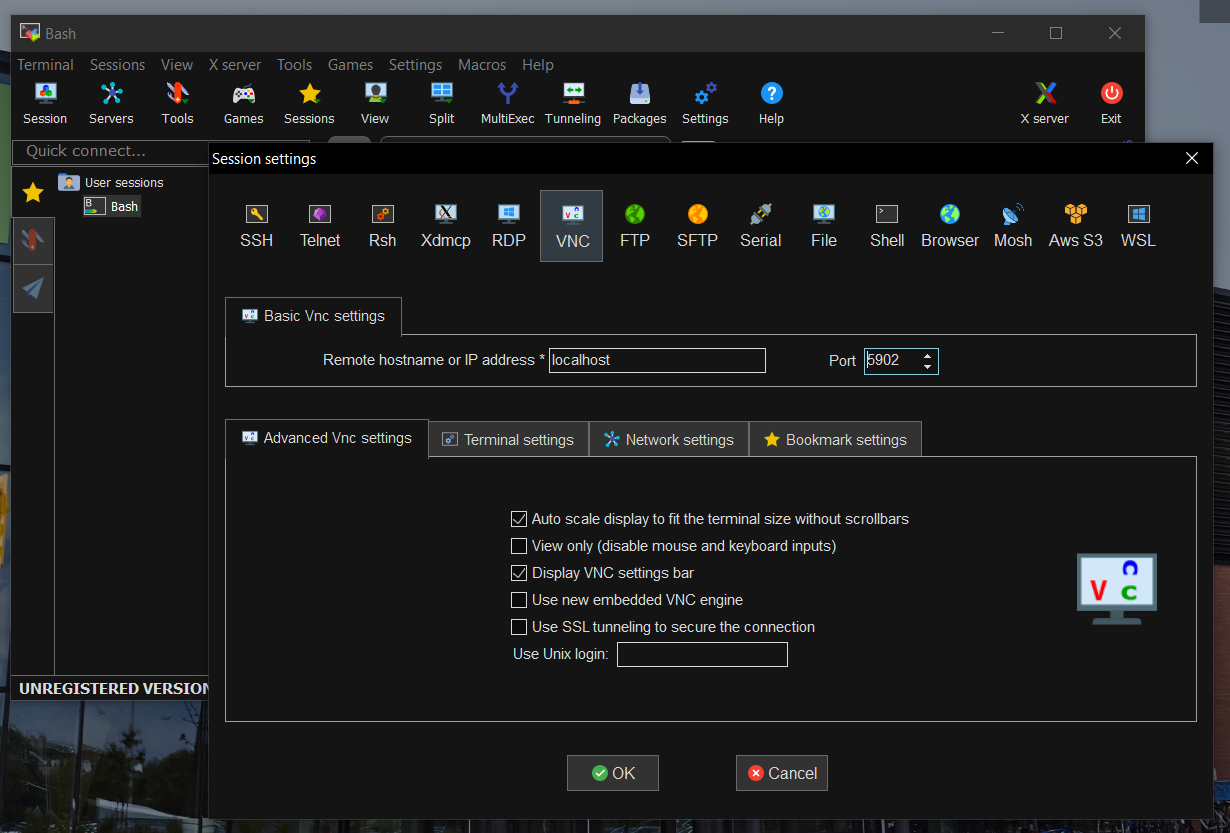 Bash
Terminal Sessions View X server Tools Games Settings Macros Help
Session Servers Tools Games Sessions View Split MultiExec Tunneling Packages Settings Help X server Exit
Quick connect...
Session settings
User sessions
Bash
SSH Telnet Rsh Xdmcp RDP VNC FTP SFTP Serial File Shell Browser Mosh Aws S3 WSL
Basic Vnc settings
Remote hostname or IP address * localhost Port 5902
Advanced Vnc settings Terminal settings Network settings Bookmark settings
Auto scale display to fit the terminal size without scrollbars
View only (disable mouse and keyboard inputs)
Display VNC settings bar
Use new embedded VNC engine
Use SSL tunneling to secure the connection
Use Unix login:
UNREGISTERED VERSION
OK Cancel